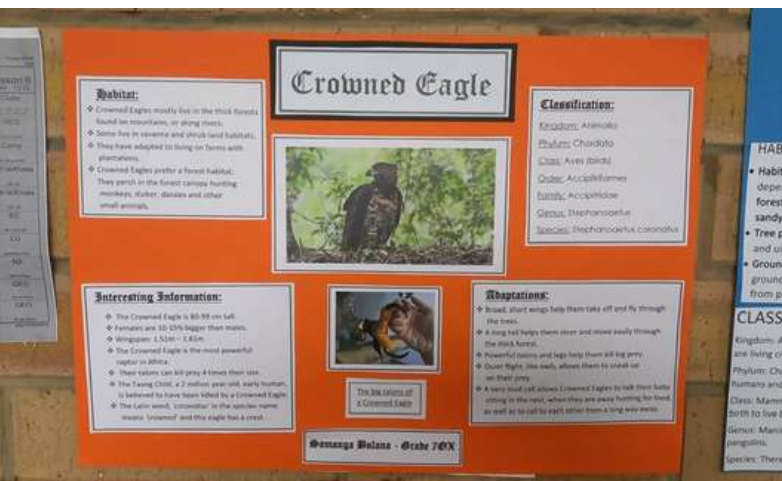 Crowned Eagle
Habitat:
Crowned Eagles mostly live in the thick forests
found on mountains, or along rivers.
Some live in savanna and shrub land habitats.
They have adapted to living on farms with
plantations.
Crowned Eagles prefer a forest habitat.
They perch in the forest canopy hunting
monkeys, duiker, dassies and other
small animals.
Classification:
Kingdom: Animalia
Phylum: Chordata
Class: Aves (birds)
Order: Accipitriformes
Family: Accipitridae
Genus: Stephanoaetus
Species: Stephanoaetus coronatus
Interesting Information:
The Crowned Eagle is 80-99 cm tall.
Females are 10-15% bigger than males.
Wingspan: 1.51m – 1.81m
The Crowned Eagle is the most powerful
raptor in Africa.
Their talons can kill prey 4 times their size.
The Taung Child, a 2 million year old, early human,
is believed to have been killed by a Crowned Eagle.
The Latin word, 'coronatus' in the species name
means 'crowned' and this eagle has a crest.
The big talons of
a Crowned Eagle
Adaptations:
Broad, short wings help them take off and fly through
the trees.
A long tail helps them steer and move easily through
the thick forest.
Powerful talons and legs help them kill big prey.
Quiet flight, like owls, allows them to sneak up
on their prey.
A very loud call allows Crowned Eagles to talk their baby
sitting in the nest, when they are away hunting for food,
as well as to call to each other from a long way away.
Samanga Bulana - Grade 7GX
HAB
Habit
depe
forest
sandy
Tree p
and u
Groun
ground
from p
CLASS
Kingdom: A
are living c
Phylum: Cho
humans a
Class: Mamm
birth to live
Genus: Manis
pangolins.
Species: There